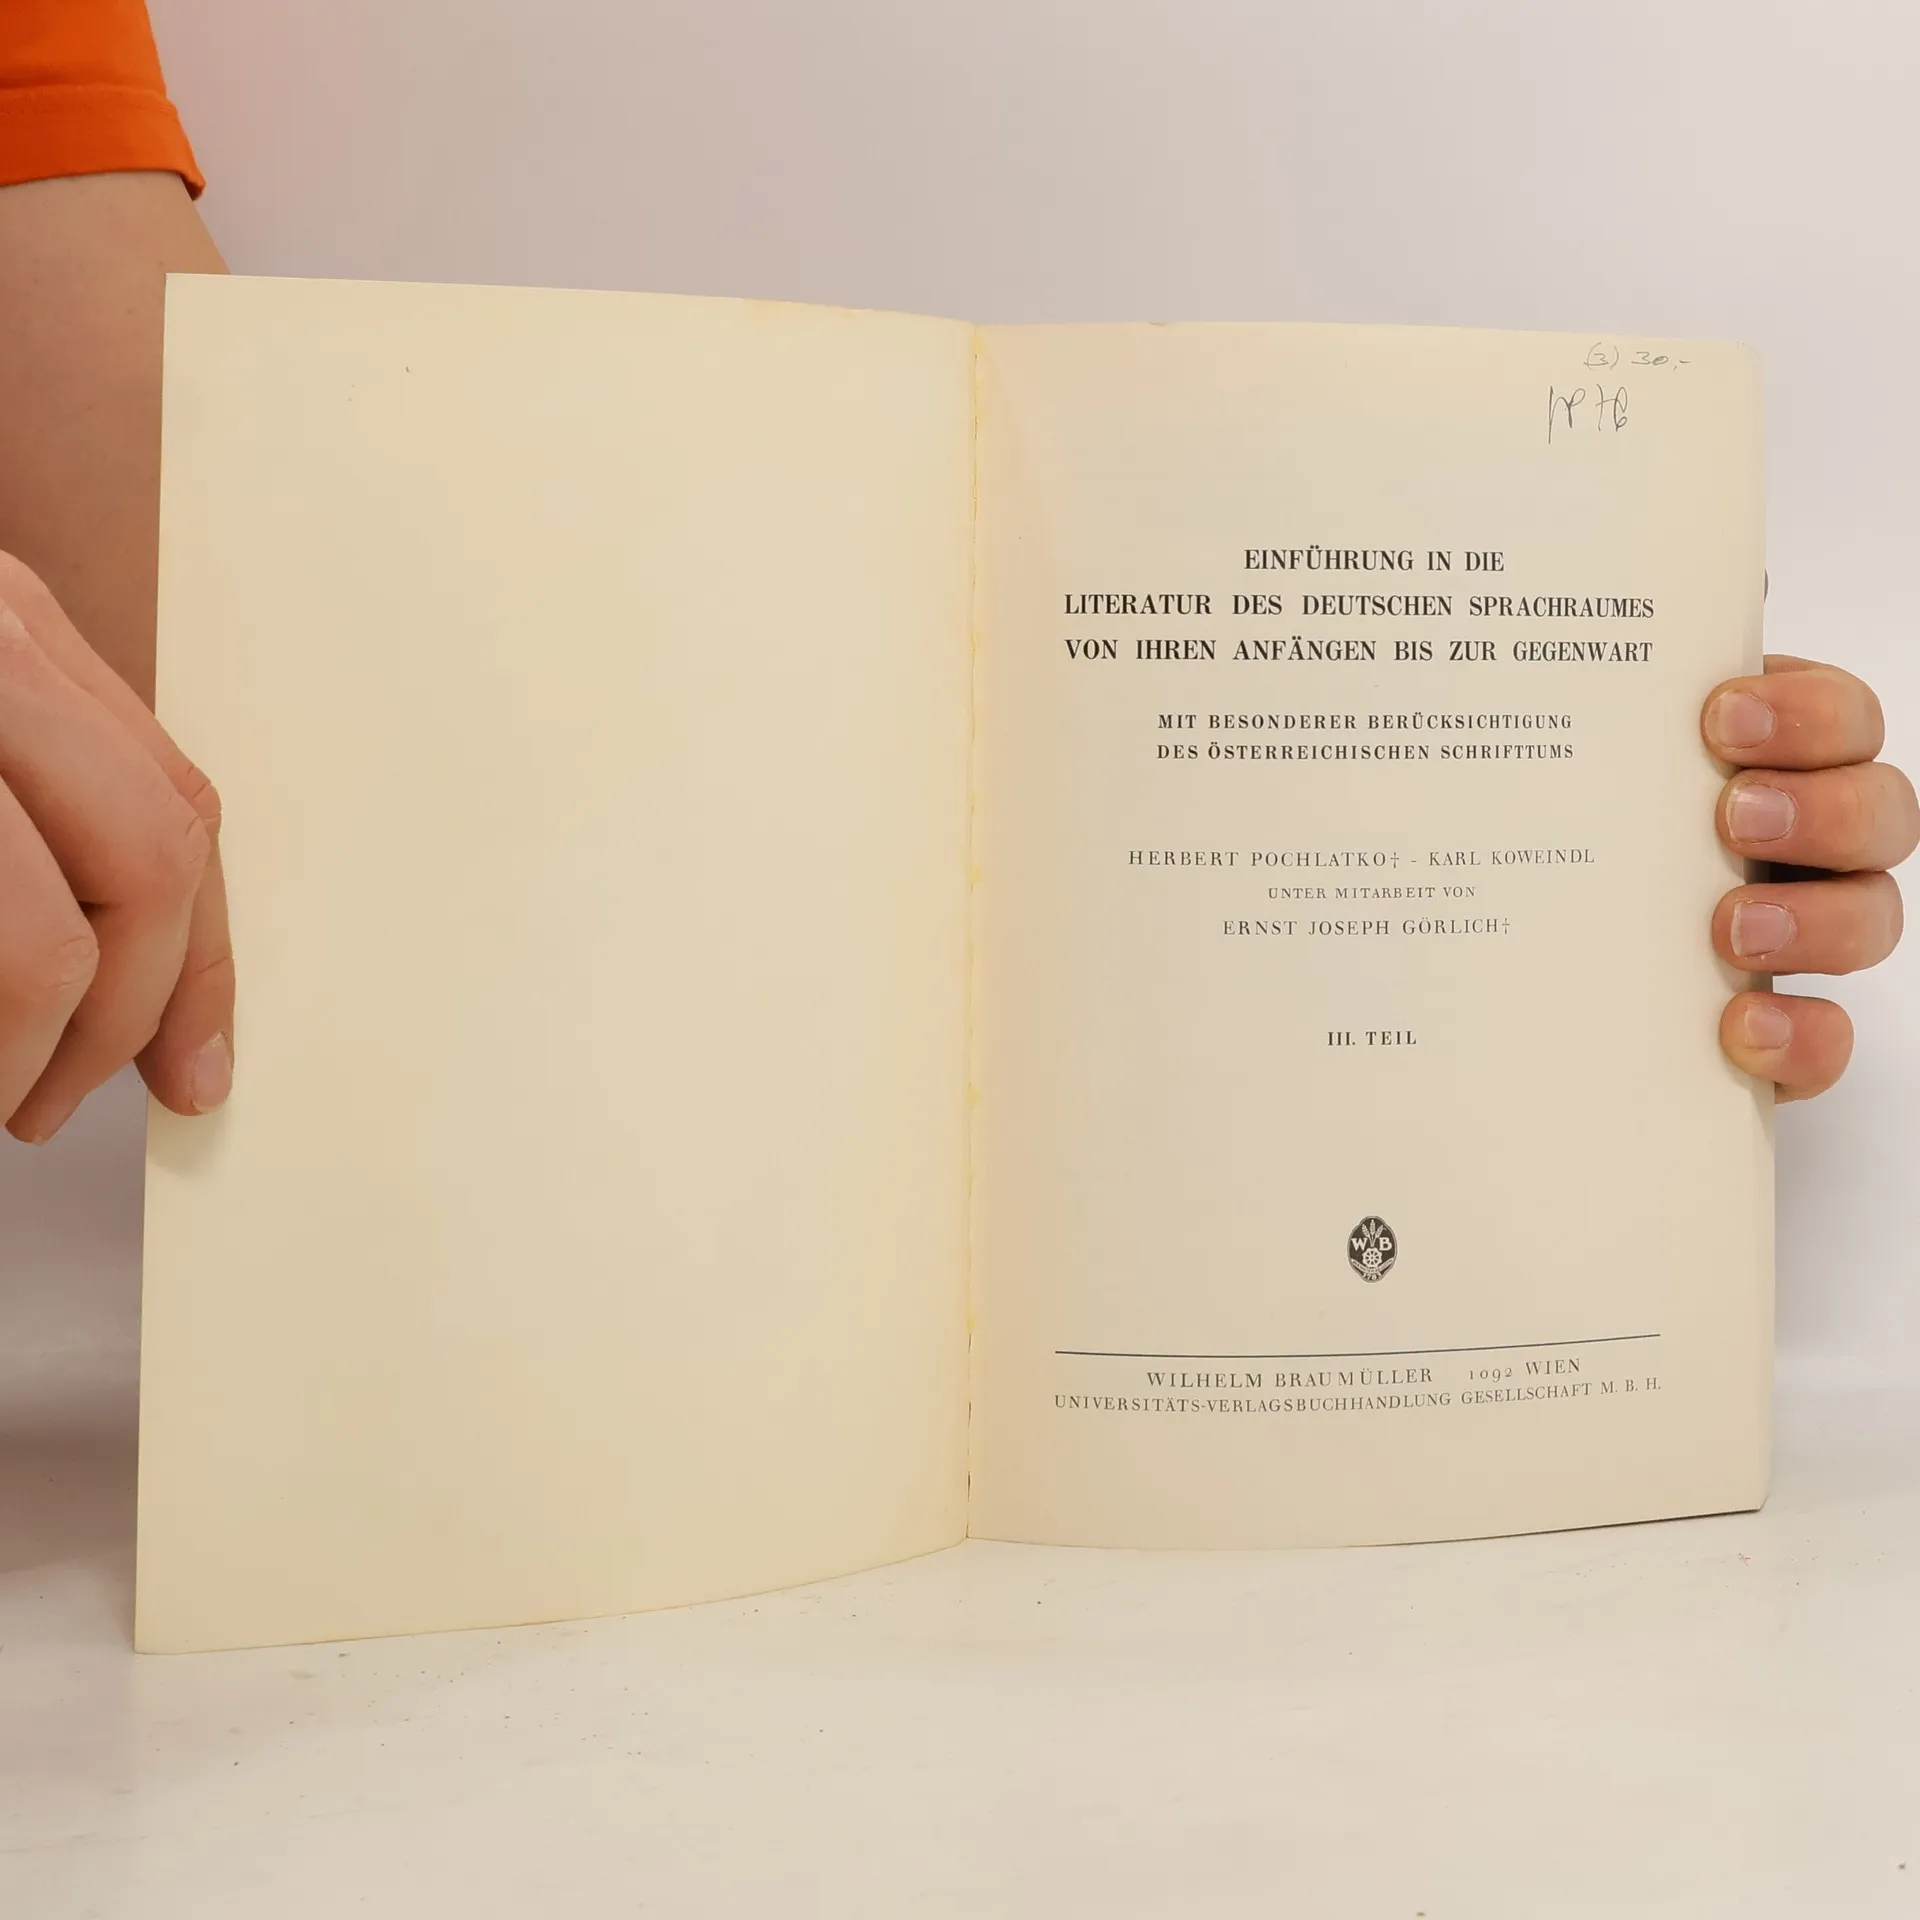 (3) 30,-
EINFÜHRUNG IN DIE
LITERATUR DES DEUTSCHEN SPRACHRAUMES
VON IHREN ANFÄNGEN BIS ZUR GEGENWART
MIT BESONDERER BERÜCKSICHTIGUNG
DES ÖSTERREICHISCHEN SCHRIFTTUMS
HERBERT POCHLATKO† - KARL KOWEINDL
UNTER MITARBEIT VON
ERNST JOSEPH GÖRLICH†
III. TEIL
W B
WILHELM BRAUMÜLLER 1092 WIEN
UNIVERSITÄTS-VERLAGSBUCHHANDLUNG GESELLSCHAFT M. B. H.